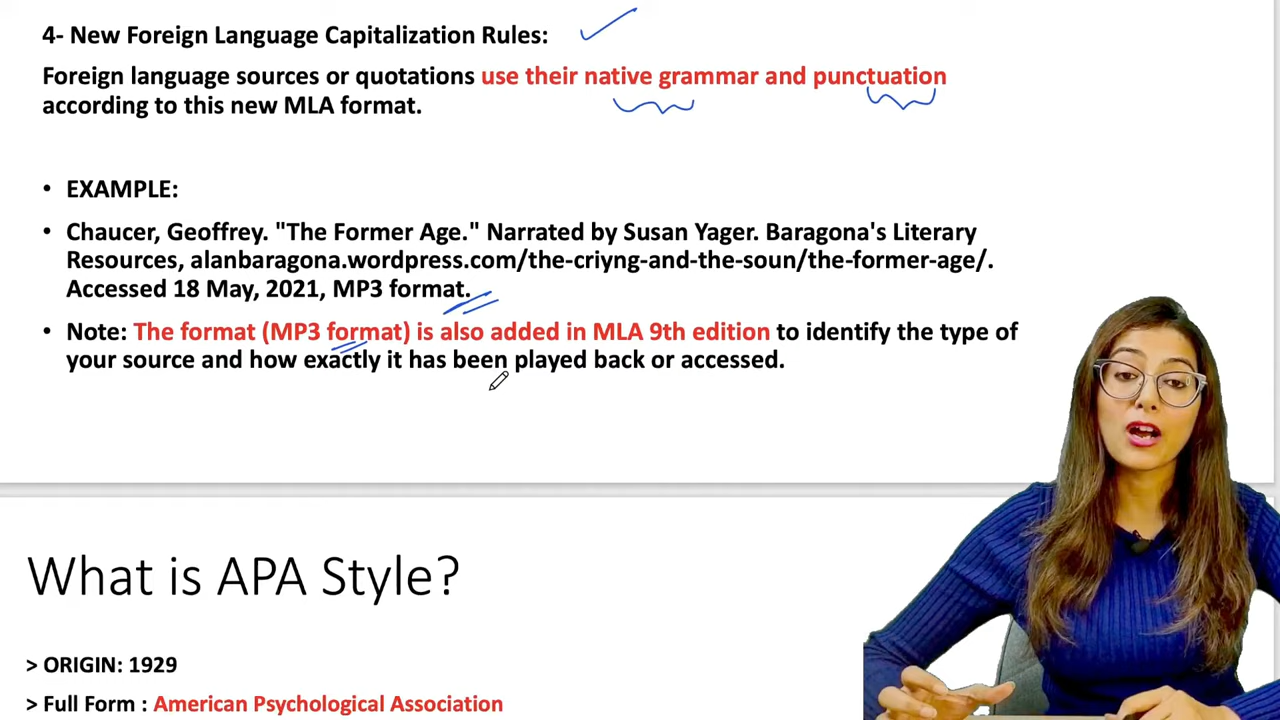 4- New Foreign Language Capitalization Rules:
Foreign language sources or quotations use their native grammar and punctuation
according to this new MLA format.
• EXAMPLE:
• Chaucer, Geoffrey. "The Former Age." Narrated by Susan Yager. Baragona's Literary
Resources, alanbaragona.wordpress.com/the-criyng-and-the-soun/the-former-age/.
Accessed 18 May, 2021, MP3 format.
• Note: The format (MP3 format) is also added in MLA 9th edition to identify the type of
your source and how exactly it has been played back or accessed.
What is APA Style?
> ORIGIN: 1929
> Full Form : American Psychological Association